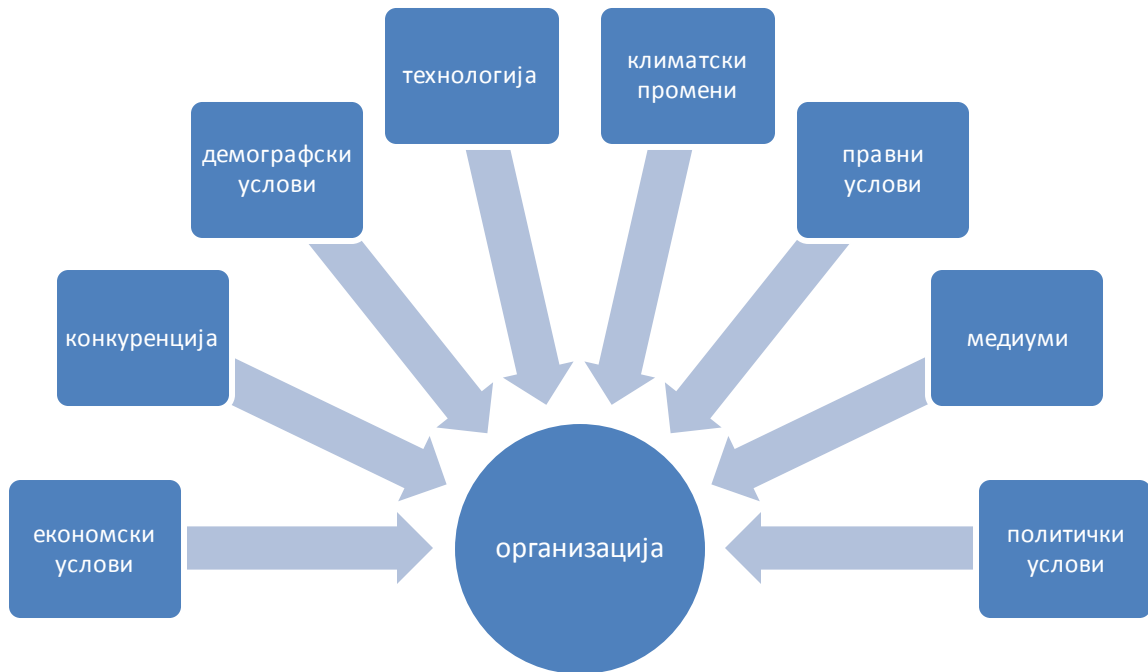 технологија
климатски
промени
демографски
услови
правни
услови
конкуренција
медиуми
економски
услови
организација
политички
услови